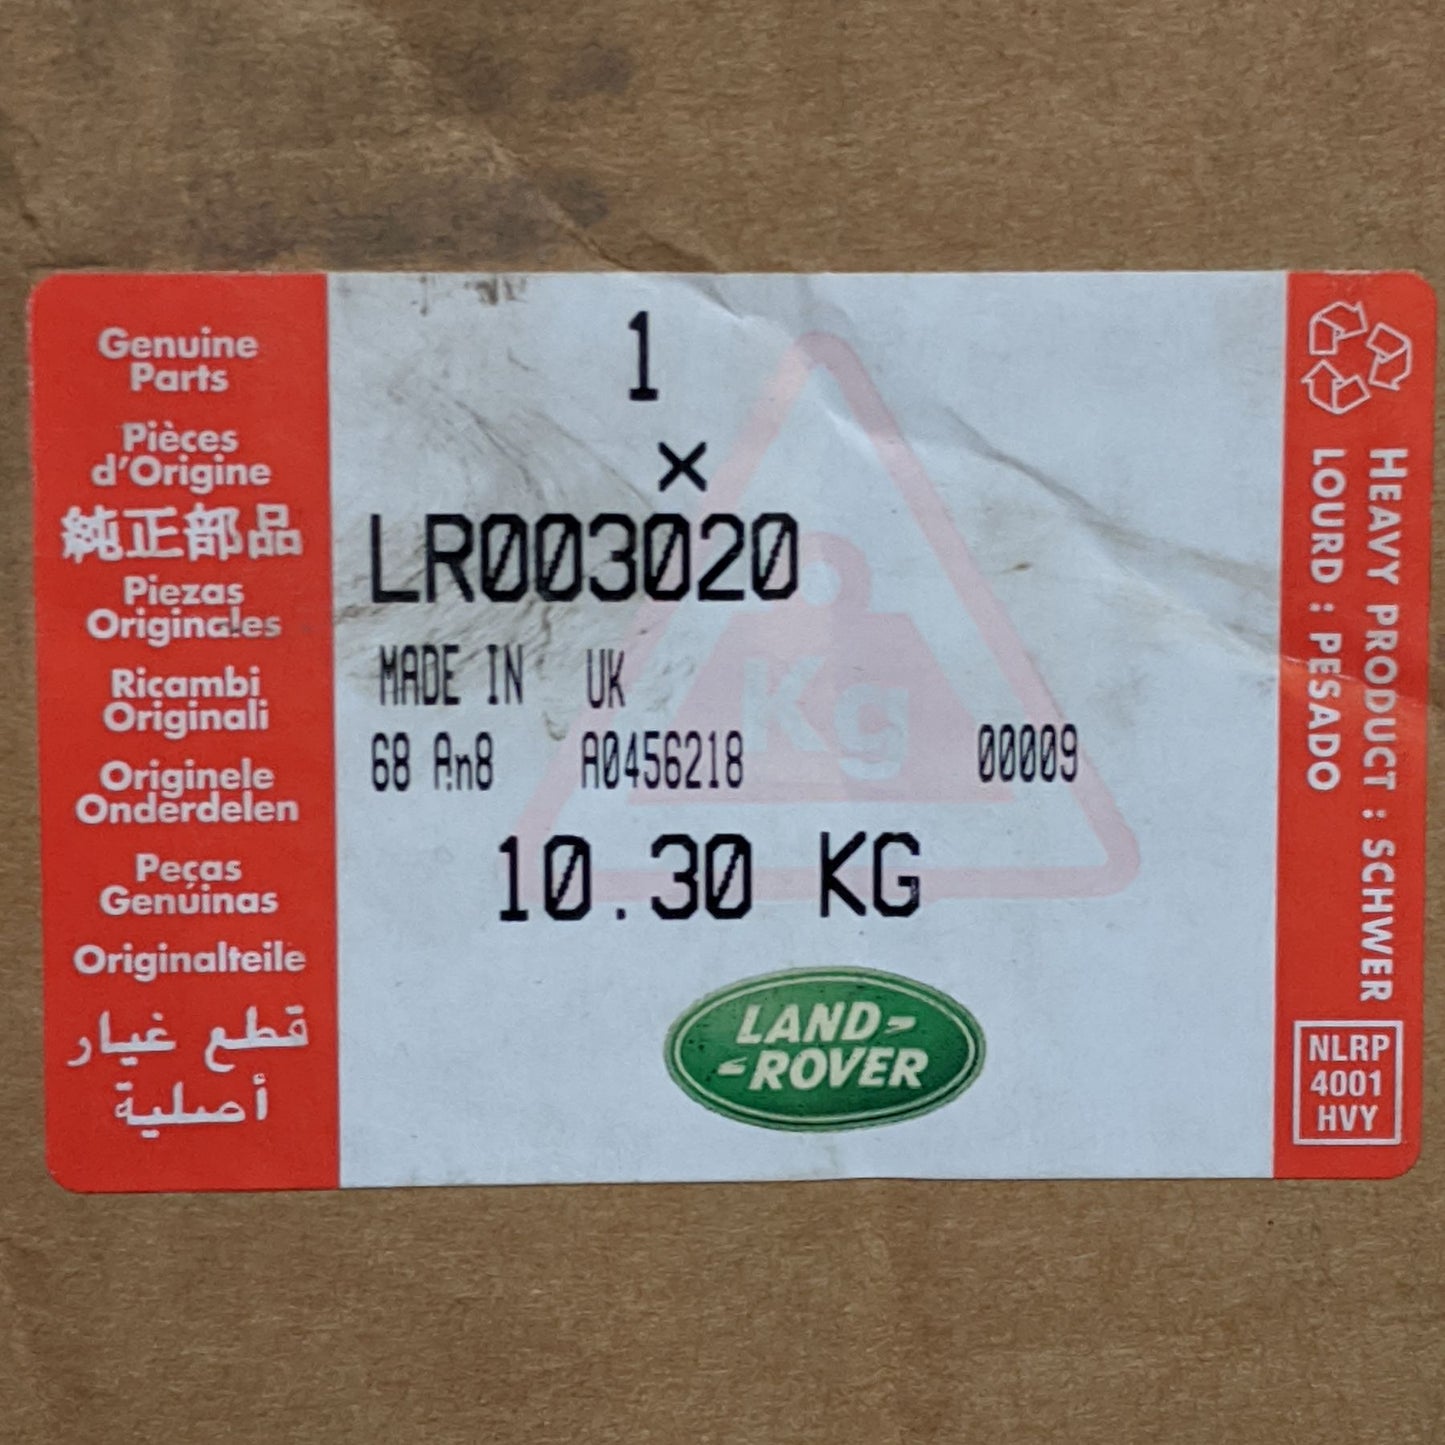 Genuine
Parts
Pièces
d'Origine
純正部品
Piezas
Originales
Ricambi
Originali
Originele
Onderdelen
Peças
Genuinas
Originalteile
قطع غيار
أصلية
1
×
LR003020
MADE IN UK
68 An8 A0456218 00009
10.30 KG
Kg
LAND-
-ROVER
HEAVY PRODUCT : SCHWER
LOURD : PESADO
NLRP
4001
HVY